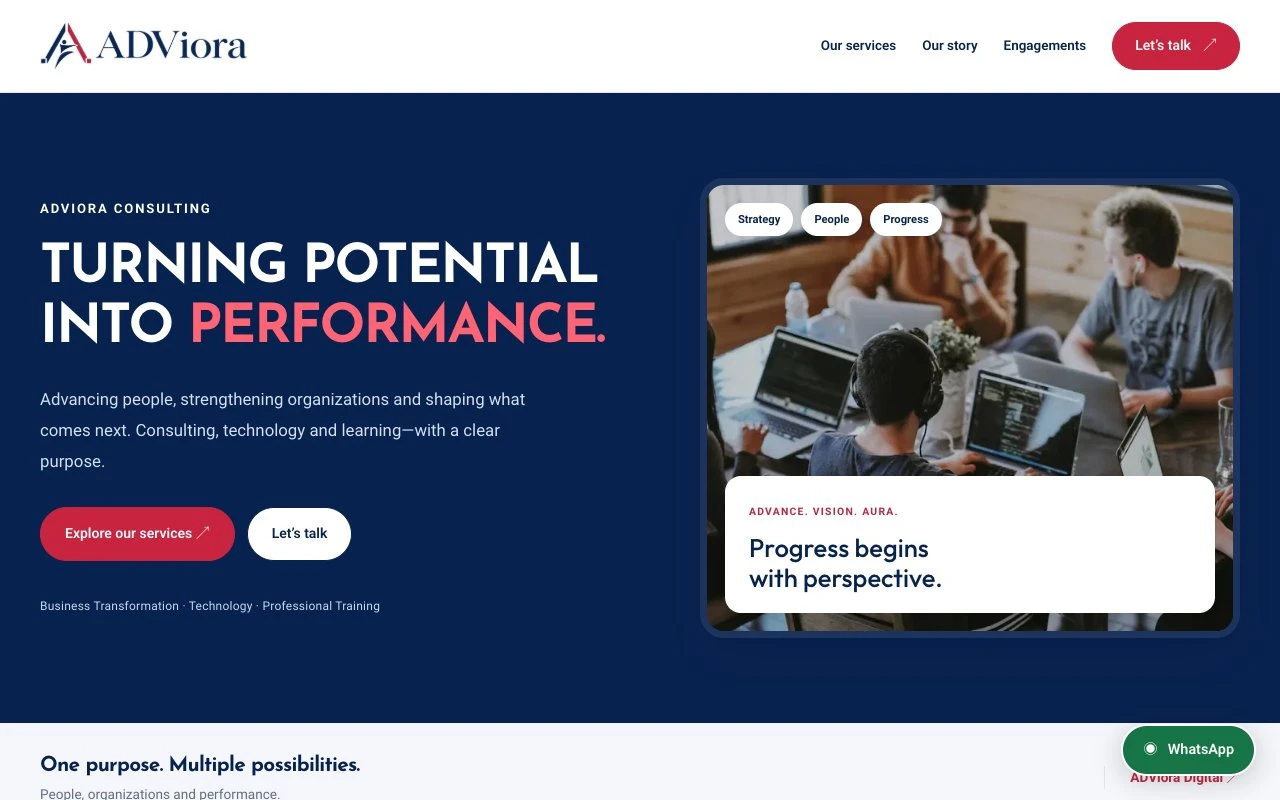 ADViora
Our services
Our story
Engagements
Let's talk ↗
ADVIORA CONSULTING
TURNING POTENTIAL
INTO PERFORMANCE.
Advancing people, strengthening organizations and shaping what
comes next. Consulting, technology and learning—with a clear
purpose.
Explore our services ↗
Let's talk
Business Transformation · Technology · Professional Training
Strategy
People
Progress
ADVANCE. VISION. AURA.
Progress begins
with perspective.
One purpose. Multiple possibilities.
People, organizations and performance.
WhatsApp
ADViora Digital ↗